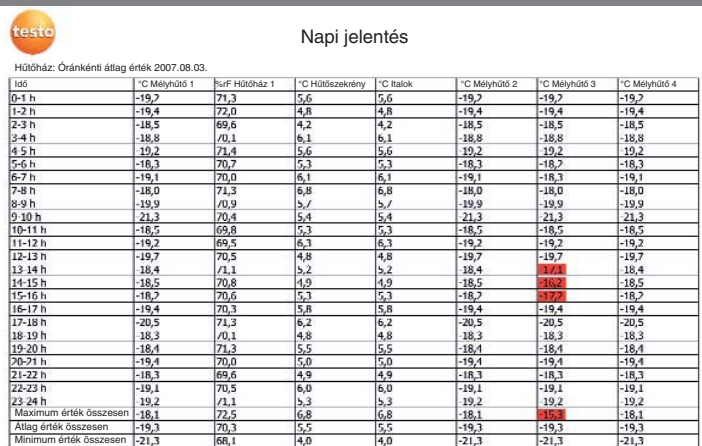 testo
Napi jelentés
Hűtőház: Óránkénti átlag érték 2007.08.03.
Idő °C Mélyhűtő 1 %rF Hűtőház 1 °C Hűtőszekrény °C Italok °C Mélyhűtő 2 °C Mélyhűtő 3 °C Mélyhűtő 4
0-1 h -19,2 71,3 5,6 5,6 -19,2 -19,2 -19,2
1-2 h -19,4 72,0 4,8 4,8 -19,4 -19,4 -19,4
2-3 h -18,5 69,6 4,2 4,2 -18,5 -18,5 -18,5
3-4 h -18,8 70,1 6,1 6,1 -18,8 -18,8 -18,8
4-5 h -19,2 71,4 5,6 5,6 -19,2 -19,2 -19,2
5-6 h -18,3 70,7 5,3 5,3 -18,3 -18,2 -18,3
6-7 h -19,1 70,0 6,1 6,1 -19,1 -18,3 -19,1
7-8 h -18,0 71,3 6,8 6,8 -18,0 -18,0 -18,0
8-9 h -19,9 70,9 5,7 5,7 -19,9 -19,9 -19,9
9-10 h -21,3 70,4 5,4 5,4 -21,3 -21,3 -21,3
10-11 h -18,5 69,8 5,3 5,3 -18,5 -18,5 -18,5
11-12 h -19,2 69,5 6,3 6,3 -19,2 -19,2 -19,2
12-13 h -19,7 70,5 4,8 4,8 -19,7 -19,7 -19,7
13-14 h -18,4 71,1 5,2 5,2 -18,4 -17,1 -18,4
14-15 h -18,5 70,8 4,9 4,9 -18,5 -16,2 -18,5
15-16 h -18,2 70,6 5,3 5,3 -18,2 -17,2 -18,2
16-17 h -19,4 70,3 5,8 5,8 -19,4 -19,4 -19,4
17-18 h -20,5 71,3 6,2 6,2 -20,5 -20,5 -20,5
18-19 h -18,3 70,1 4,8 4,8 -18,3 -18,3 -18,3
19-20 h -18,4 71,3 5,5 5,5 -18,4 -18,4 -18,4
20-21 h -19,4 70,0 5,0 5,0 -19,4 -19,4 -19,4
21-22 h -18,3 69,6 4,9 4,9 -18,3 -18,3 -18,3
22-23 h -19,1 70,5 6,0 6,0 -19,1 -19,1 -19,1
23-24 h -19,2 71,1 5,3 5,3 -19,2 -19,2 -19,2
Maximum érték összesen -18,1 72,5 6,8 6,8 -18,1 -15,3 -18,1
Átlag érték összesen -19,3 70,3 5,5 5,5 -19,3 -19,3 -19,3
Minimum érték összesen -21,3 68,1 4,0 4,0 -21,3 -21,3 -21,3